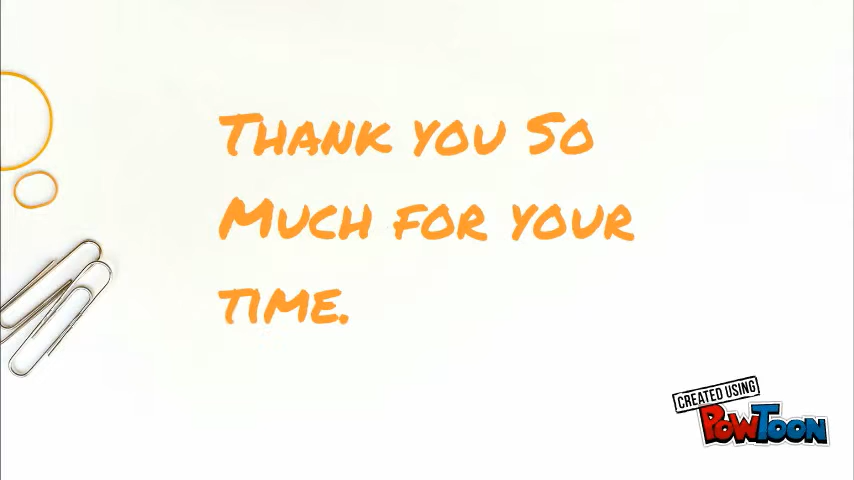 Thank you So
Much for your
time.
CREATED USING
POWTOON